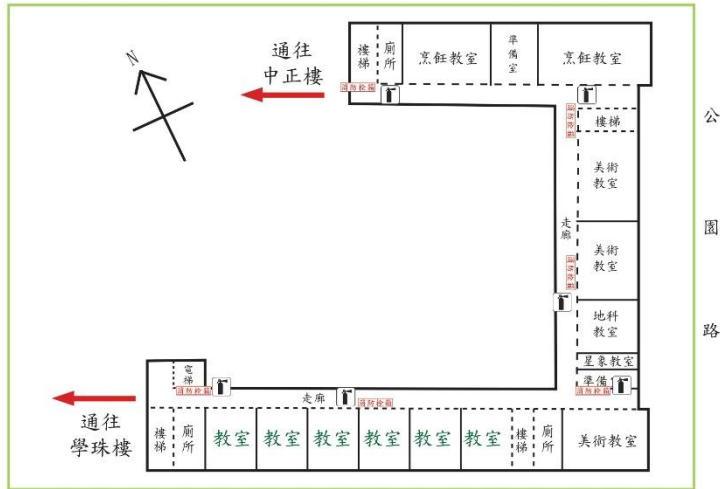 通往
中正樓
樓梯
廁所
烹飪教室
準備室
烹飪教室
消防栓箱
消防栓箱
樓梯
公園路
N
美術
教室
走廊
美術
教室
消防栓箱
地科
教室
星象教室
準備
消防栓箱
電梯
消防栓箱
走廊
消防栓箱
通往
學珠樓
樓梯
廁所
教室
教室
教室
教室
教室
教室
樓梯
廁所
美術教室